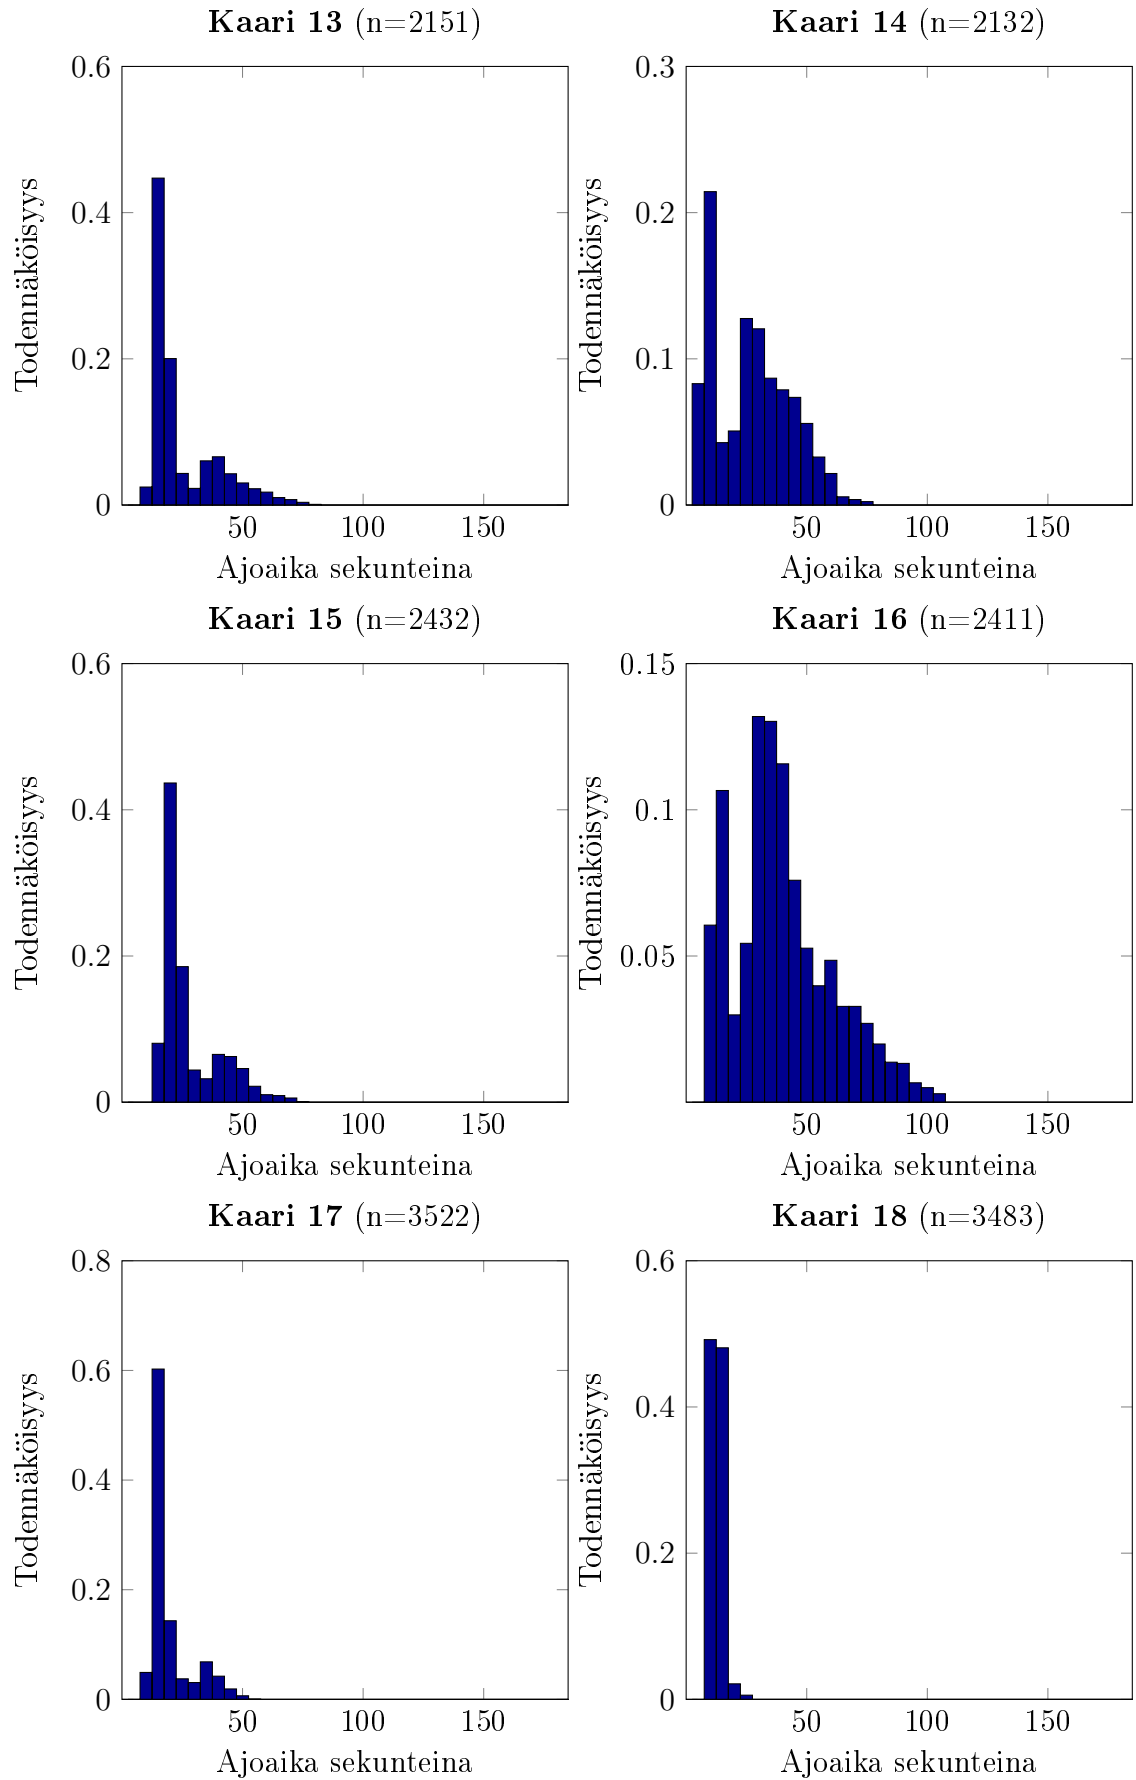 Kaari 13 (n=2151)
0.6
0.4
0.2
0
Todennäköisyys
50 100 150
Ajoaika sekunteina
Kaari 14 (n=2132)
0.3
0.2
0.1
0
Todennäköisyys
50 100 150
Ajoaika sekunteina
Kaari 15 (n=2432)
0.6
0.4
0.2
0
Todennäköisyys
50 100 150
Ajoaika sekunteina
Kaari 16 (n=2411)
0.15
0.1
0.05
Todennäköisyys
50 100 150
Ajoaika sekunteina
Kaari 17 (n=3522)
0.8
0.6
0.4
0.2
0
Todennäköisyys
50 100 150
Ajoaika sekunteina
Kaari 18 (n=3483)
0.6
0.4
0.2
0
Todennäköisyys
50 100 150
Ajoaika sekunteina